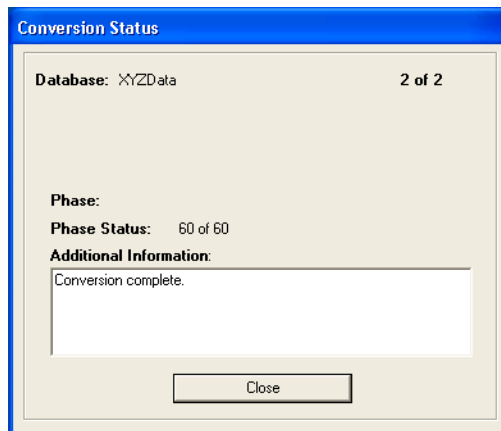 Conversion Status
Database: XYZData 2 of 2
Phase:
Phase Status: 60 of 60
Additional Information:
Conversion complete.
Close